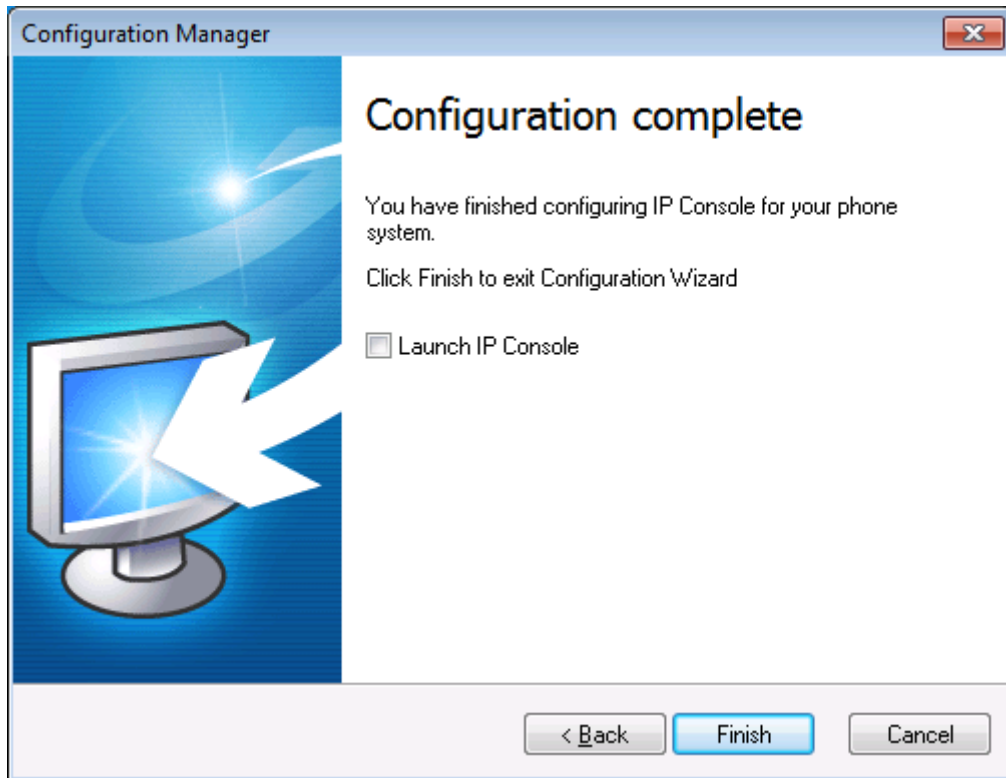 Configuration Manager
Configuration complete
You have finished configuring IP Console for your phone
system.
Click Finish to exit Configuration Wizard
Launch IP Console
< Back
Finish
Cancel